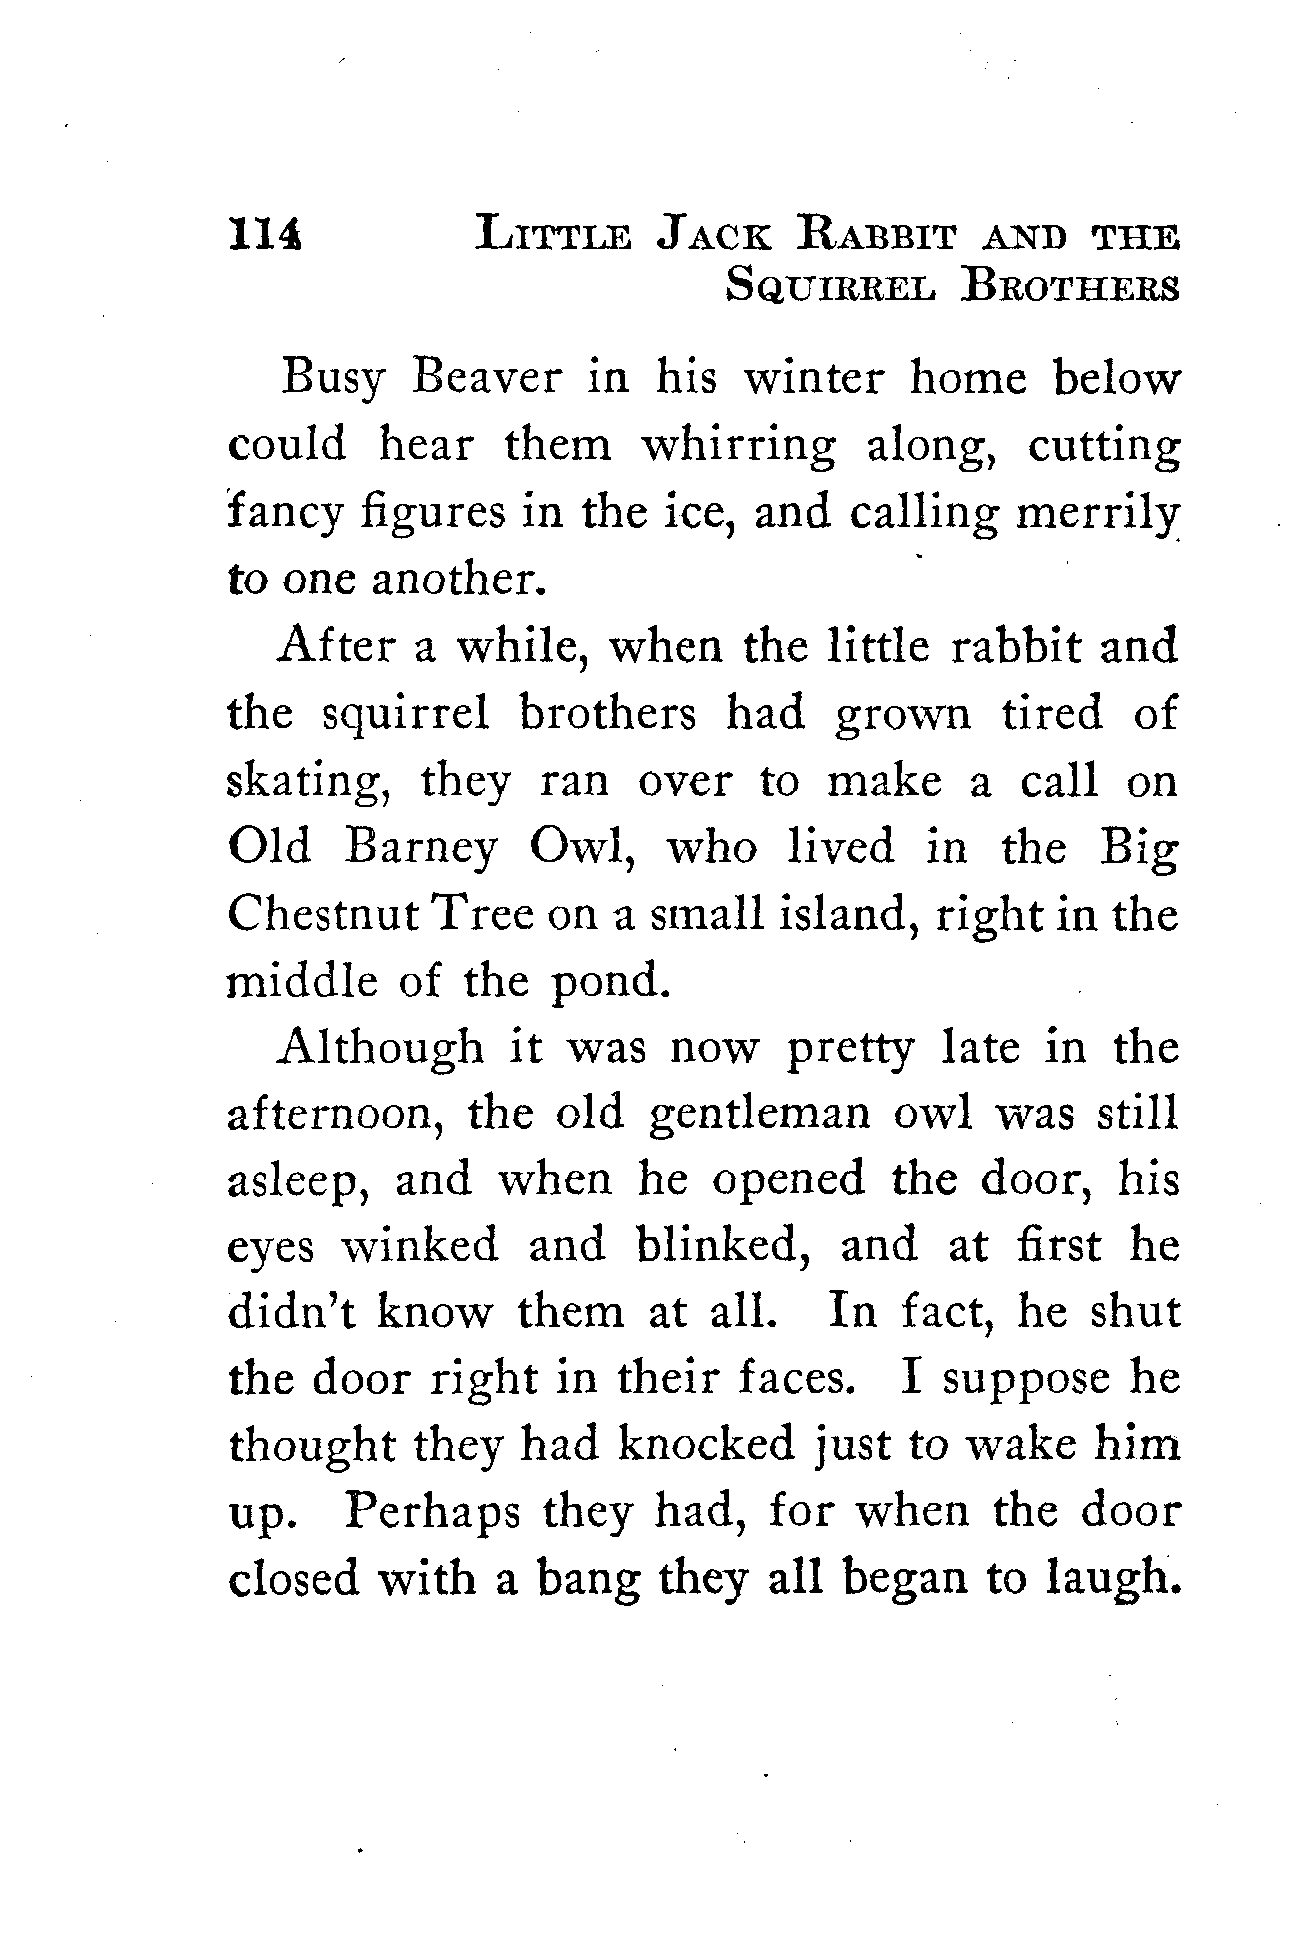 114 Little Jack Rabbit and the
Squirrel Brothers
Busy Beaver in his winter home below
could hear them whirring along, cutting
fancy figures in the ice, and calling merrily
to one another.
After a while, when the little rabbit and
the squirrel brothers had grown tired of
skating, they ran over to make a call on
Old Barney Owl, who lived in the Big
Chestnut Tree on a small island, right in the
middle of the pond.
Although it was now pretty late in the
afternoon, the old gentleman owl was still
asleep, and when he opened the door, his
eyes winked and blinked, and at first he
didn't know them at all. In fact, he shut
the door right in their faces. I suppose he
thought they had knocked just to wake him
up. Perhaps they had, for when the door
closed with a bang they all began to laugh.